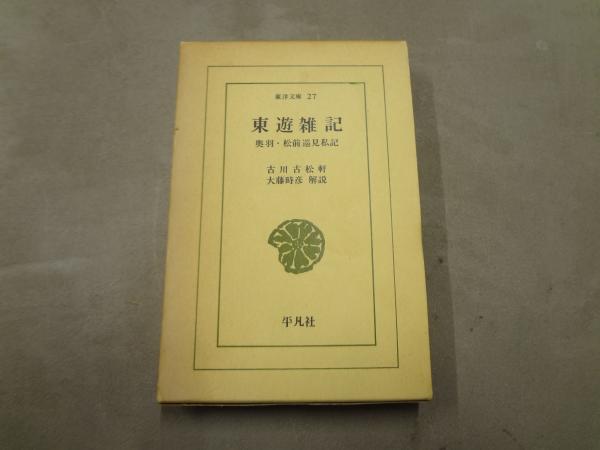 東洋文庫 27
東遊雑記
奥羽・松前巡見私記
古川古松軒
大藤時彦 解説
平凡社